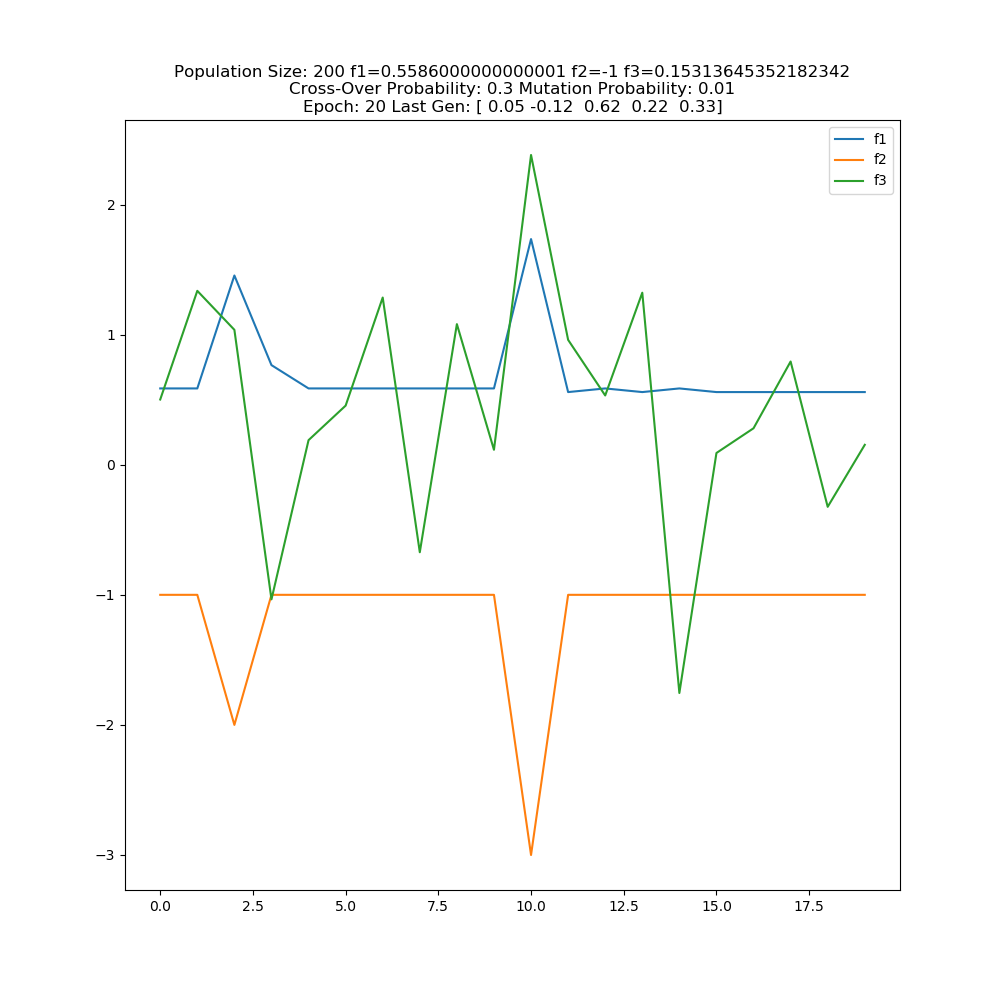 Population Size: 200 f1=0.5586000000000001 f2=-1 f3=0.15313645352182342
Cross-Over Probability: 0.3 Mutation Probability: 0.01
Epoch: 20 Last Gen: [ 0.05 -0.12  0.62  0.22  0.33]
f1
f2
f3
2
1
0
−1
−2
−3
0.0 2.5 5.0 7.5 10.0 12.5 15.0 17.5